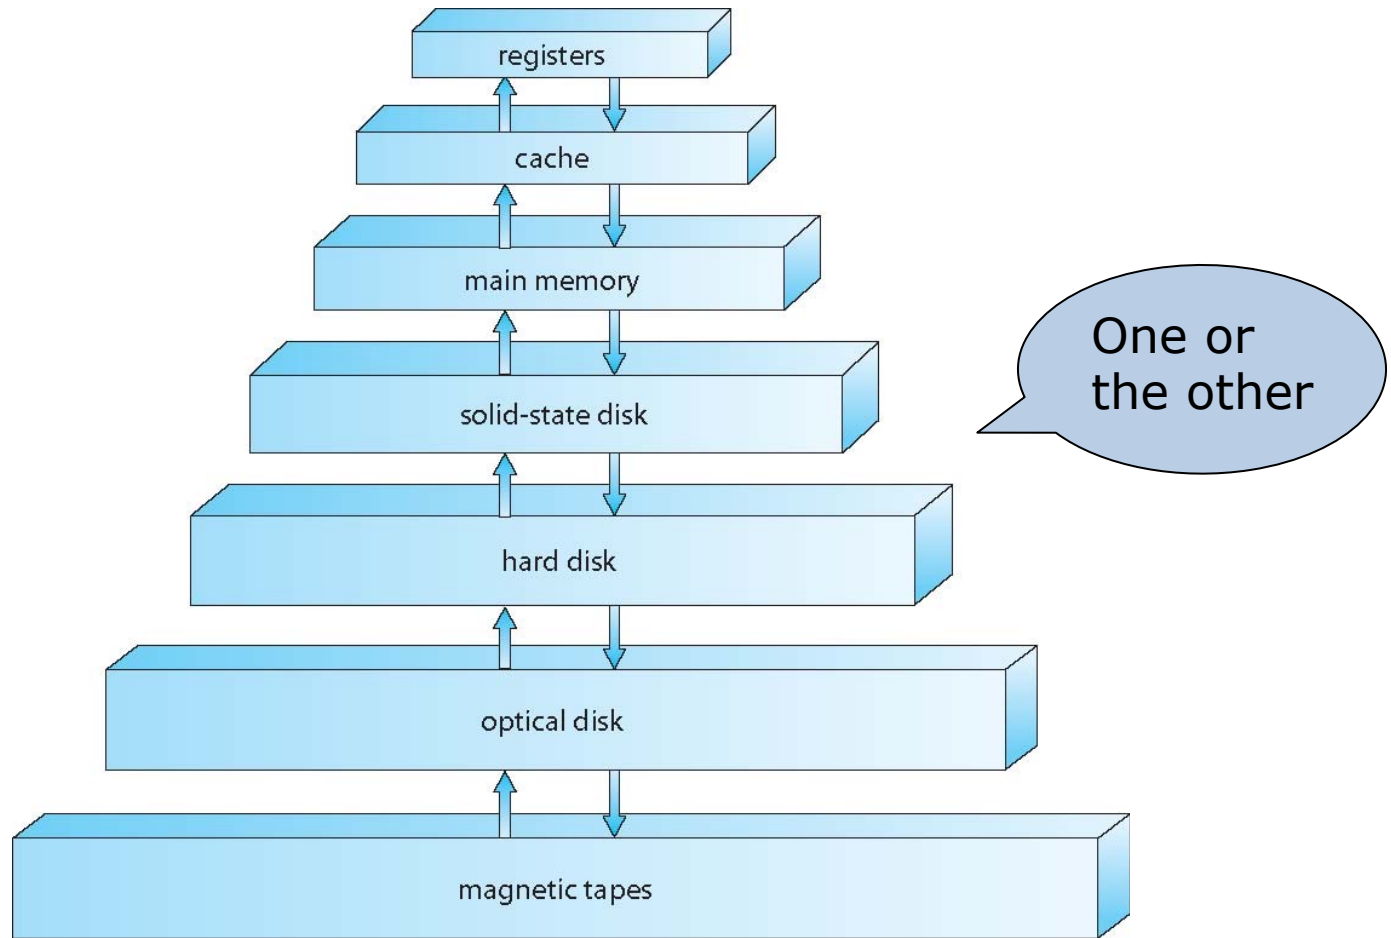 registers
cache
main memory
One or
the other
solid-state disk
hard disk
optical disk
magnetic tapes